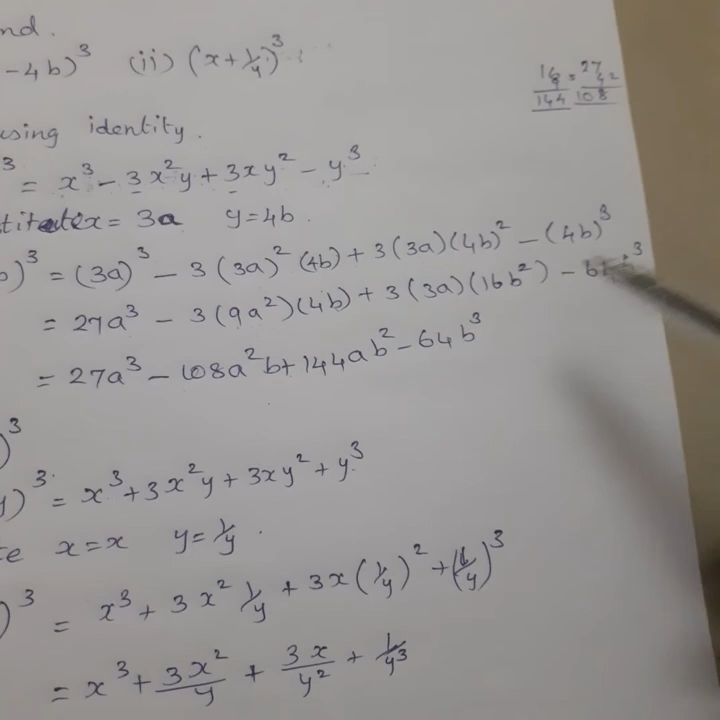 nd.
- 4b)³ (ii) (x + 1/y)³
16 = 27
144 108
using identity.
³ = x³ - 3x²y + 3xy² - y³
x = 3a y = 4b.
)³ = (3a)³ - 3(3a)²(4b) + 3(3a)(4b)² - (4b)³
= 27a³ - 3(9a²)(4b) + 3(3a)(16b²) -
= 27a³ - 108a²b + 144ab² - 64b³
)³
y)³ = x³ + 3x²y + 3xy² + y³
te x = x y = 1/y.
)³ = x³ + 3x² 1/y + 3x(1/y)² + (1/y)³
= x³ + 3x²/y + 3x/y² + 1/y³